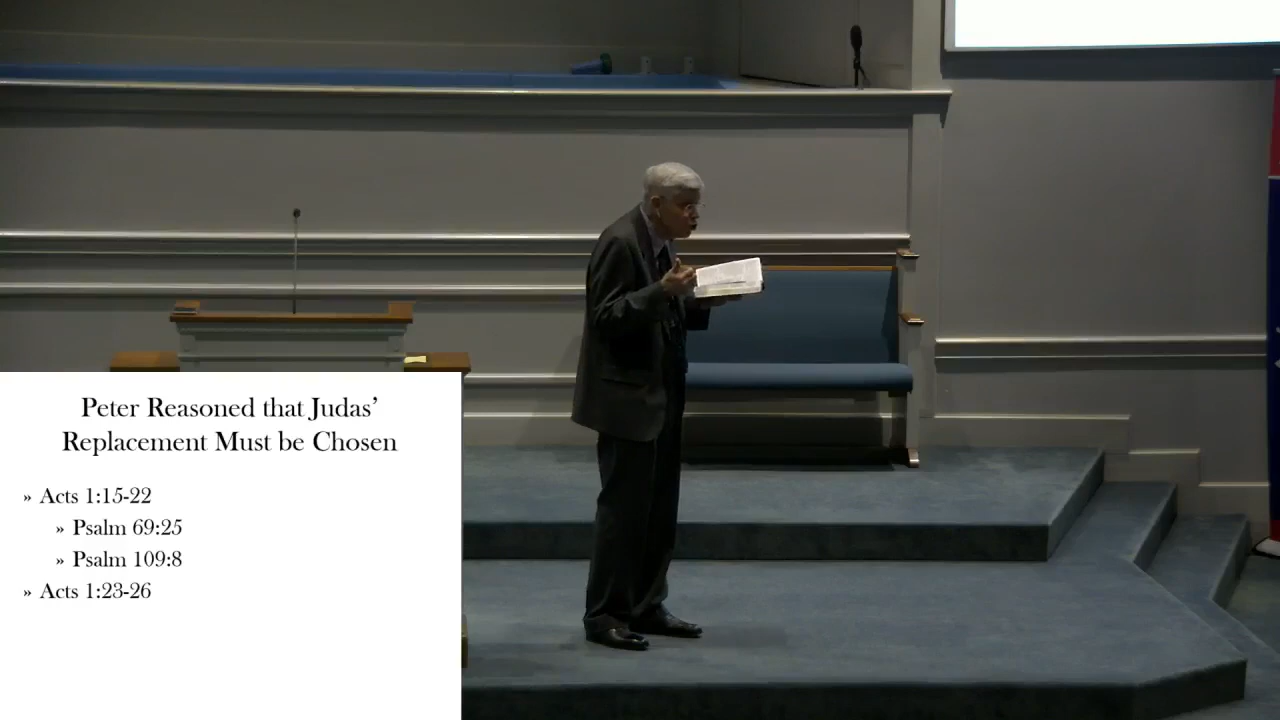 Peter Reasoned that Judas’
Replacement Must be Chosen
» Acts 1:15-22
» Psalm 69:25
» Psalm 109:8
» Acts 1:23-26